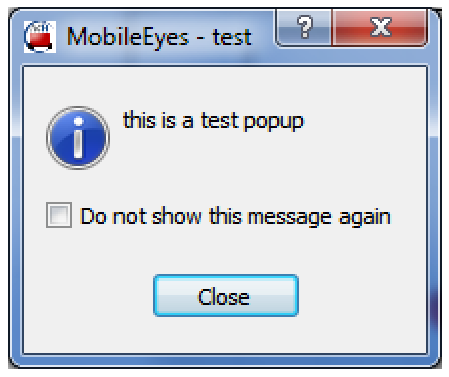 MobileEyes - test
this is a test popup
Do not show this message again
Close